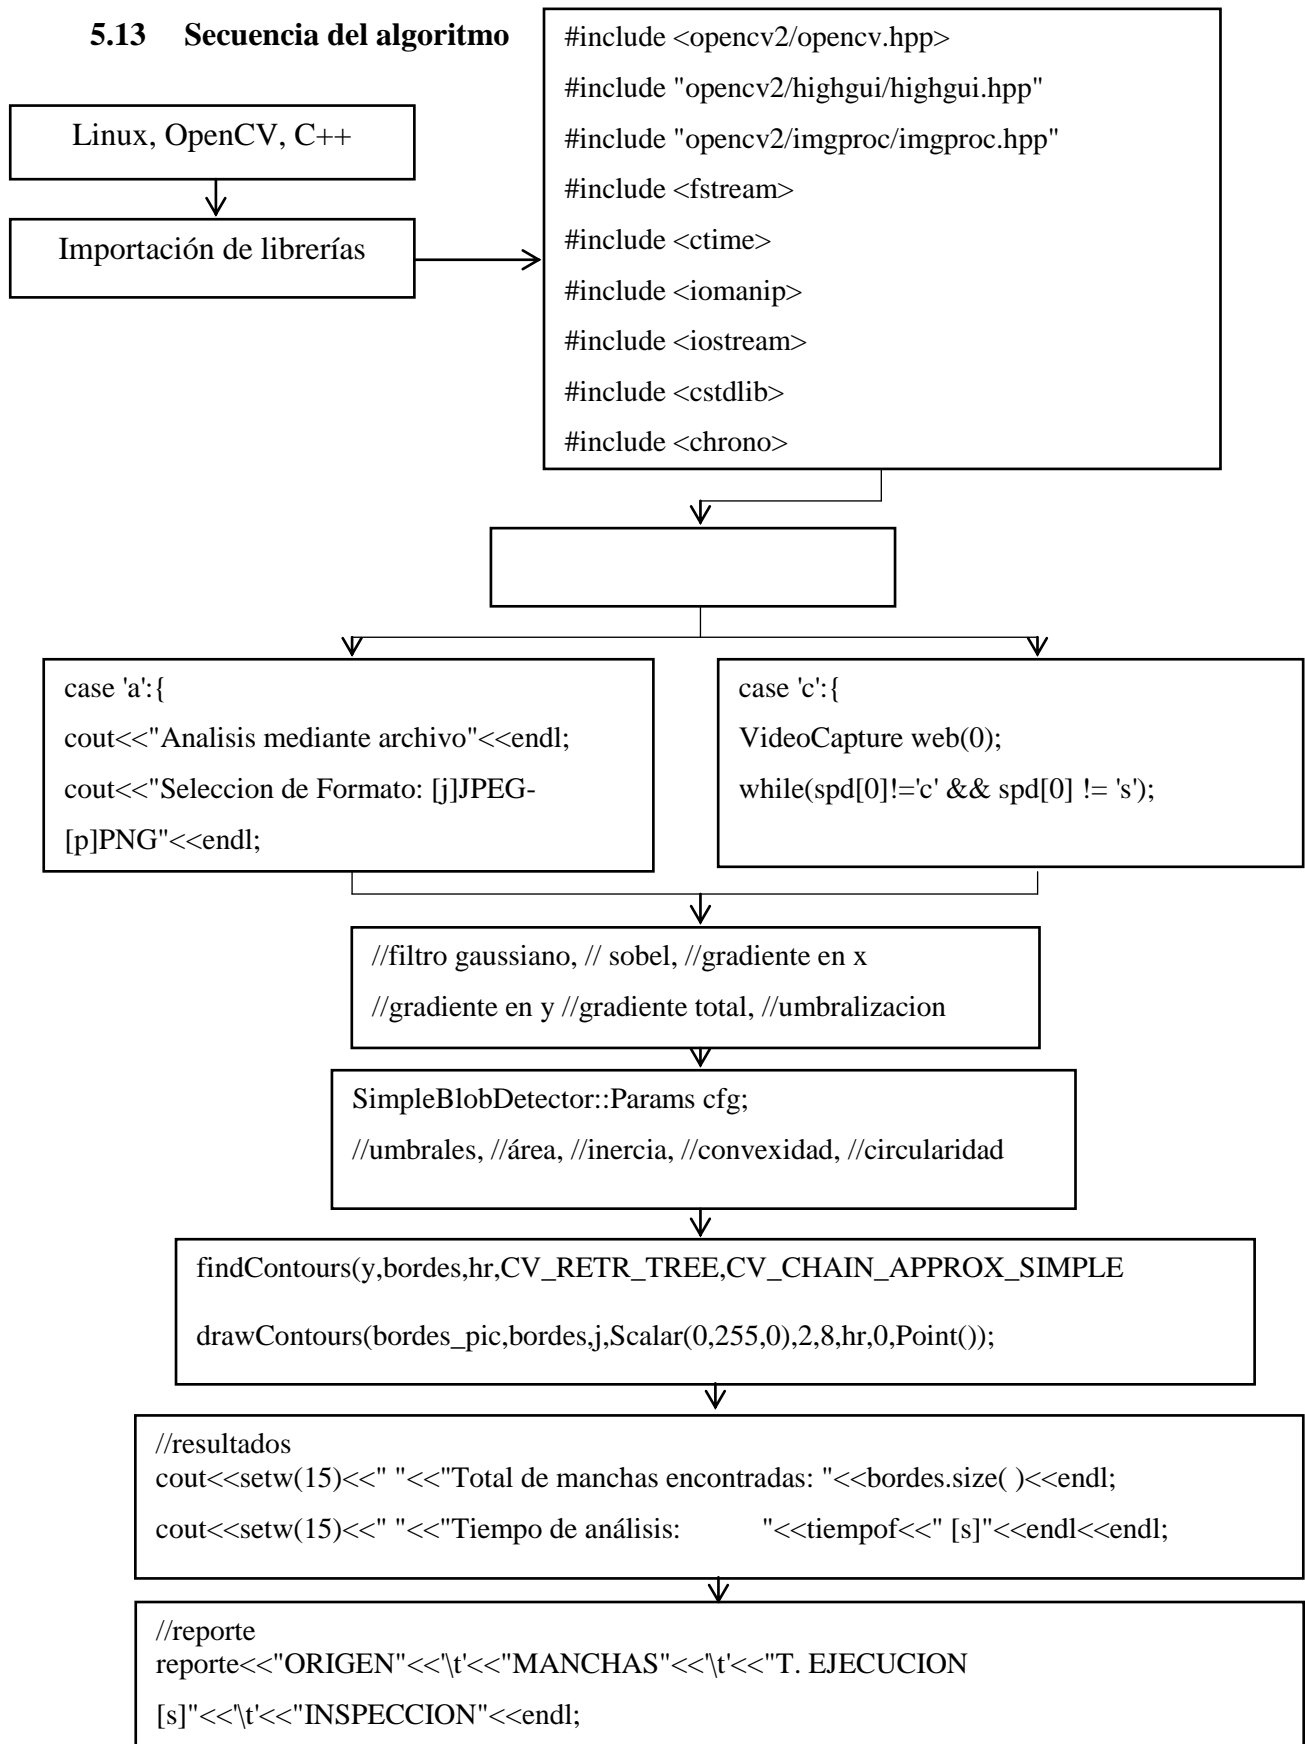 5.13 Secuencia del algoritmo
Linux, OpenCV, C++
Importación de librerías
#include <opencv2/opencv.hpp>
#include "opencv2/highgui/highgui.hpp"
#include "opencv2/imgproc/imgproc.hpp"
#include <fstream>
#include <ctime>
#include <iomanip>
#include <iostream>
#include <cstdlib>
#include <chrono>
case 'a':{
cout<<"Analisis mediante archivo"<<endl;
cout<<"Seleccion de Formato: [j]JPEG-
[p]PNG"<<endl;
case 'c':{
VideoCapture web(0);
while(spd[0]!='c' && spd[0] != 's');
//filtro gaussiano, // sobel, //gradiente en x
//gradiente en y //gradiente total, //umbralizacion
SimpleBlobDetector::Params cfg;
//umbrales, //área, //inercia, //convexidad, //circularidad
findContours(y,bordes,hr,CV_RETR_TREE,CV_CHAIN_APPROX_SIMPLE
drawContours(bordes_pic,bordes,j,Scalar(0,255,0),2,8,hr,0,Point());
//resultados
cout<<setw(15)<<" "<<"Total de manchas encontradas: "<<bordes.size( )<<endl;
cout<<setw(15)<<" "<<"Tiempo de análisis: "<<tiempof<<" [s]"<<endl<<endl;
//reporte
reporte<<"ORIGEN"<<'\t'<<"MANCHAS"<<'\t'<<"T. EJECUCION
[s]"<<'\t'<<"INSPECCION"<<endl;